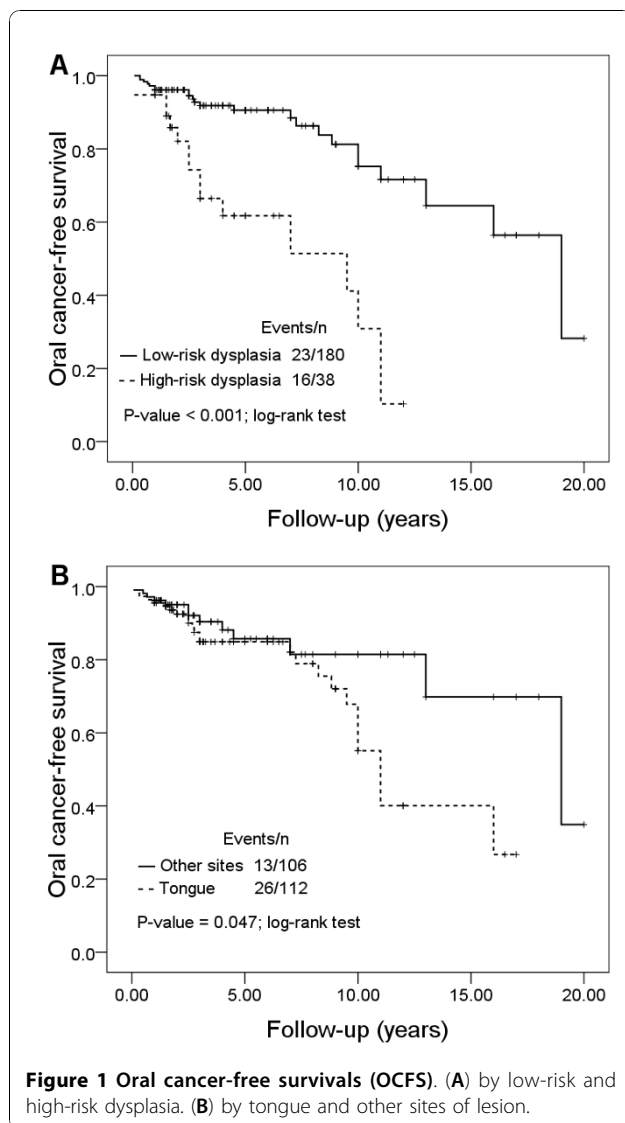 A
1.0
0.8
0.6
0.4
0.2
0.0
Oral cancer-free survival
Events/n
Low-risk dysplasia 23/180
High-risk dysplasia 16/38
P-value < 0.001; log-rank test
0.00 5.00 10.00 15.00 20.00
Follow-up (years)
B
1.0
0.8
0.6
0.4
0.2
0.0
Oral cancer-free survival
Events/n
Other sites 13/106
Tongue 26/112
P-value = 0.047; log-rank test
0.00 5.00 10.00 15.00 20.00
Follow-up (years)
Figure 1 Oral cancer-free survivals (OCFS). (A) by low-risk and
high-risk dysplasia. (B) by tongue and other sites of lesion.